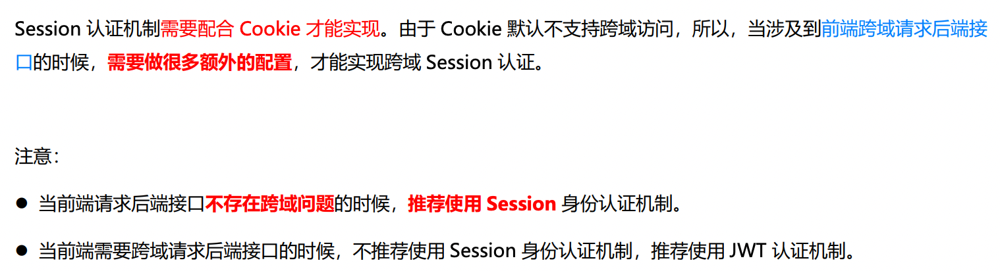 Session 认证机制需要配合 Cookie 才能实现。由于 Cookie 默认不支持跨域访问，所以，当涉及到前端跨域请求后端接
口的时候，需要做很多额外的配置，才能实现跨域 Session 认证。
注意：
● 当前端请求后端接口不存在跨域问题的时候，推荐使用 Session 身份认证机制。
● 当前端需要跨域请求后端接口的时候，不推荐使用 Session 身份认证机制，推荐使用 JWT 认证机制。